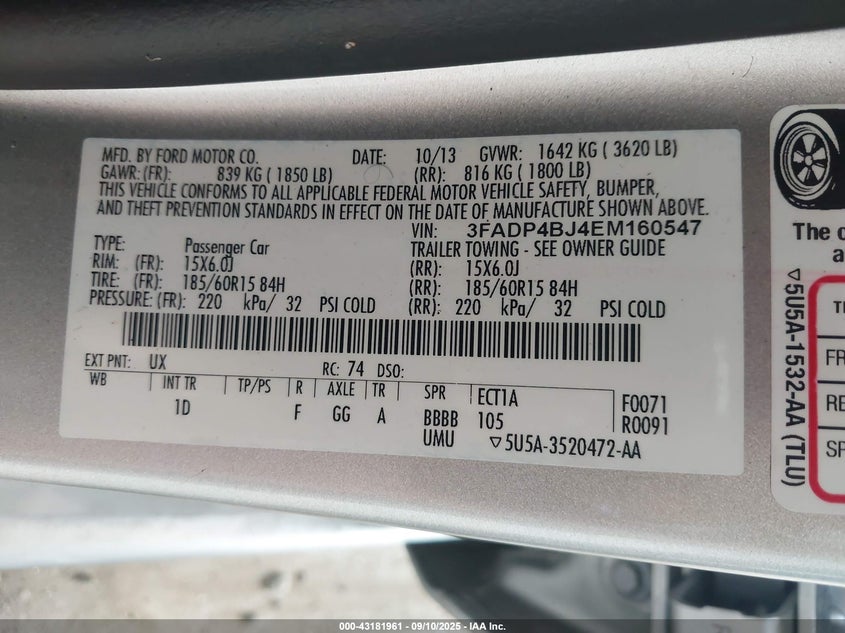 MFD. BY FORD MOTOR CO. DATE: 10/13 GVWR: 1642 KG ( 3620 LB)
GAWR: (FR): 839 KG ( 1850 LB) (RR): 816 KG ( 1800 LB)
THIS VEHICLE CONFORMS TO ALL APPLICABLE FEDERAL MOTOR VEHICLE SAFETY, BUMPER,
AND THEFT PREVENTION STANDARDS IN EFFECT ON THE DATE OF MANUFACTURE SHOWN ABOVE.
VIN: 3FADP4BJ4EM160547
TYPE: Passenger Car TRAILER TOWING - SEE OWNER GUIDE
RIM: (FR): 15X6.0J (RR): 15X6.0J
TIRE: (FR): 185/60R15 84H (RR): 185/60R15 84H
PRESSURE: (FR): 220 kPa/ 32 PSI COLD (RR): 220 kPa/ 32 PSI COLD
EXT PNT: UX RC: 74 DSO:
WB INT TR TP/PS R AXLE TR SPR ECT1A F0071
1D F GG A BBBB 105 R0091
UMU ▽5U5A-3520472-AA
The
a
▽5U5A-1532-AA (TLU)
FR
RE
SP
000-43181961 - 09/10/2025 - IAA Inc.